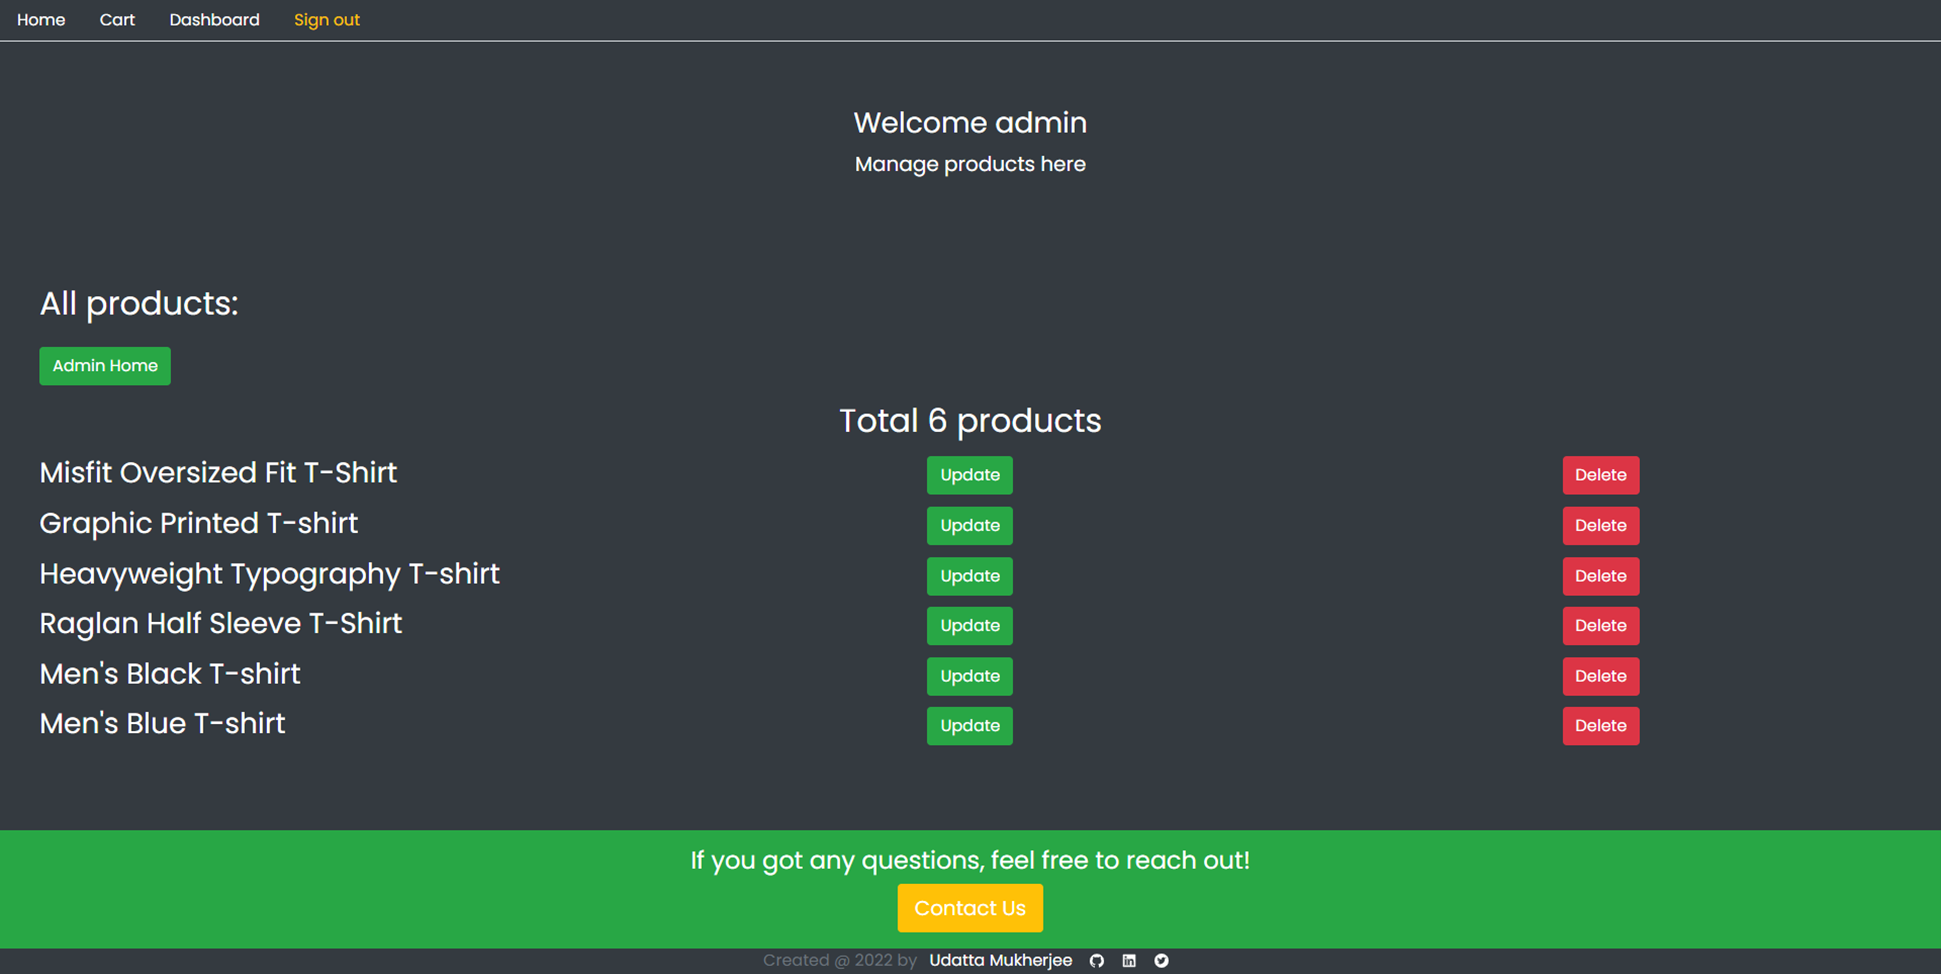 Home Cart Dashboard Sign out
Welcome admin
Manage products here
All products:
Admin Home
Total 6 products
Misfit Oversized Fit T-Shirt Update Delete
Graphic Printed T-shirt Update Delete
Heavyweight Typography T-shirt Update Delete
Raglan Half Sleeve T-Shirt Update Delete
Men's Black T-shirt Update Delete
Men's Blue T-shirt Update Delete
If you got any questions, feel free to reach out!
Contact Us
Created @ 2022 by Udatta Mukherjee